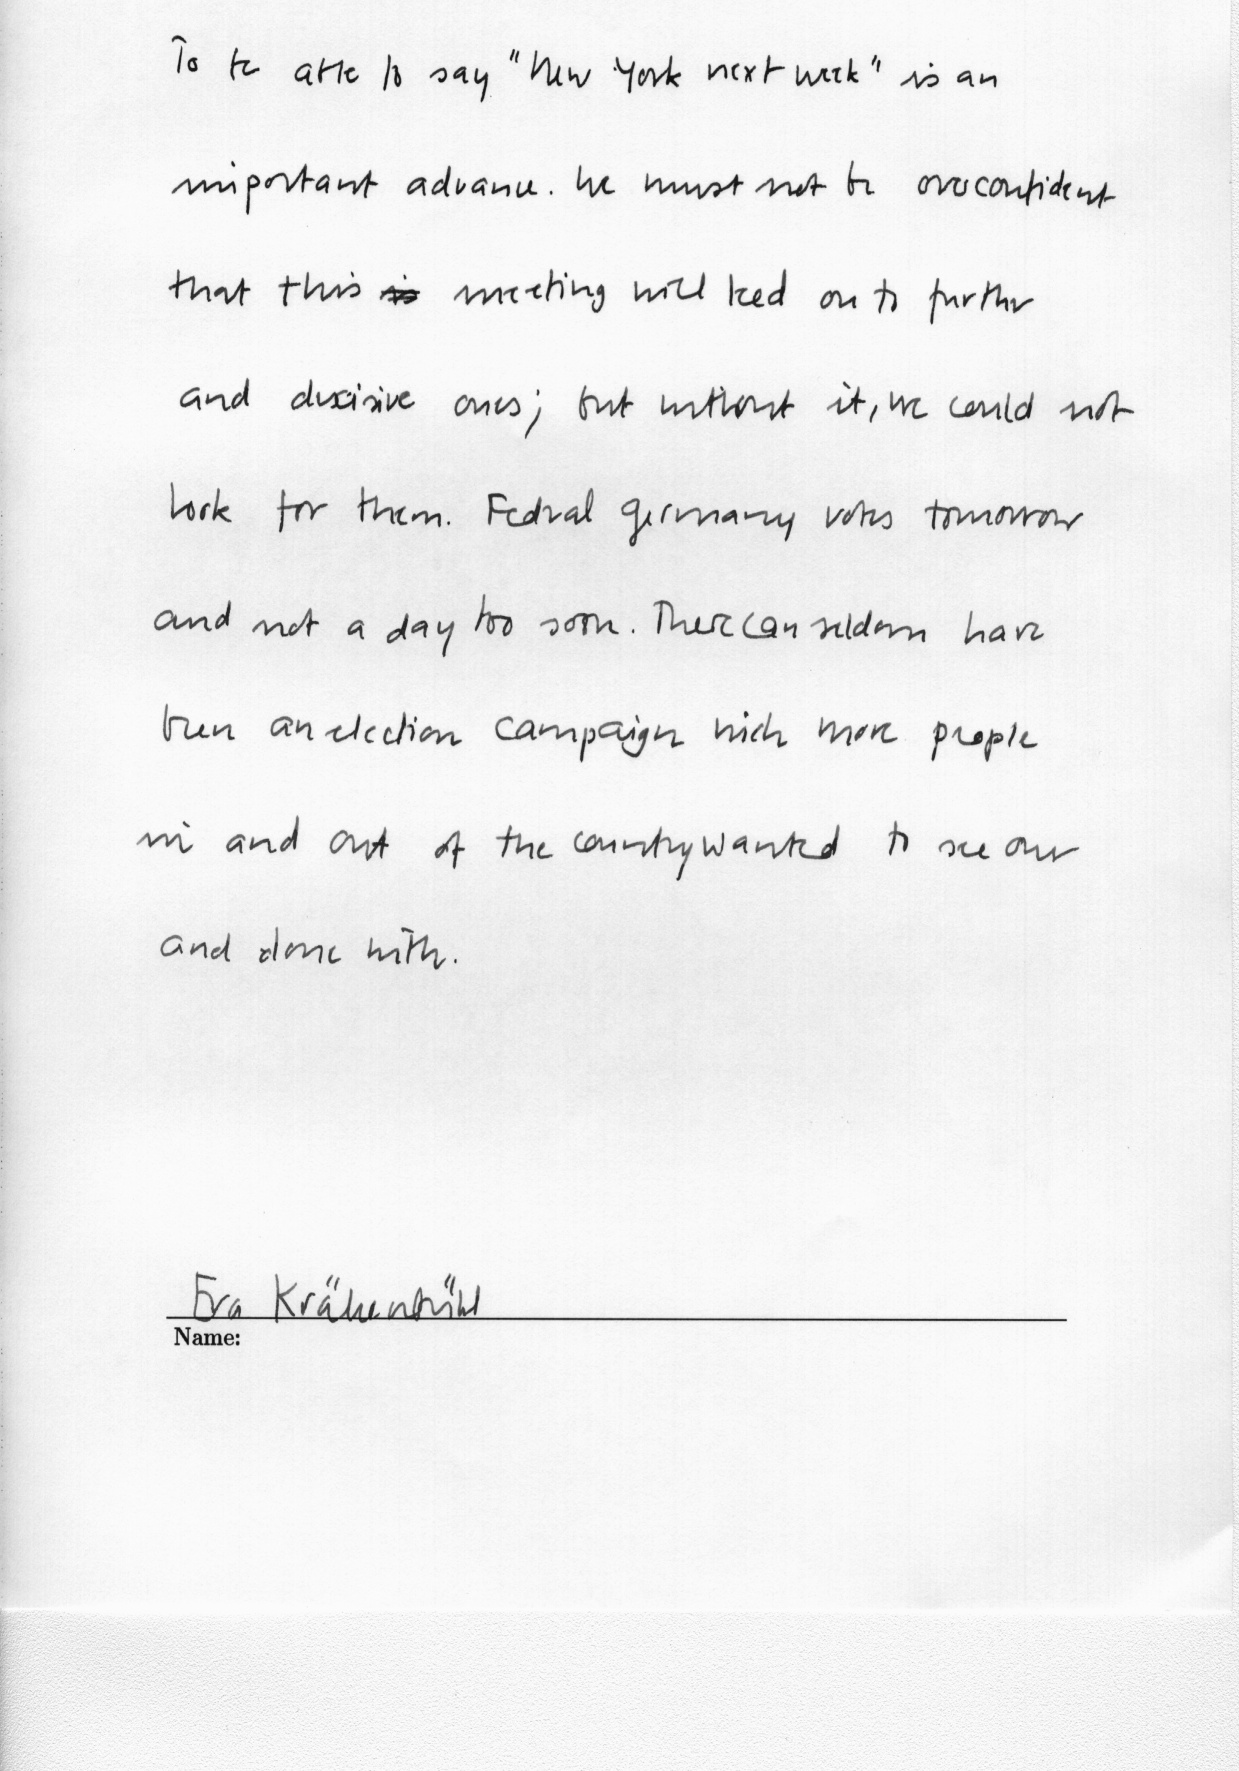 To be able to say "New York next week" is an
important advance. We must not be overconfident
that this is meeting will lead on to further
and decisive ones; but without it, we could not
look for them. Federal Germany votes tomorrow
and not a day too soon. There can seldom have
been an election campaign wich more people
in and out of the country wanted to see over
and done with.
Eva Krähenbühl
Name: